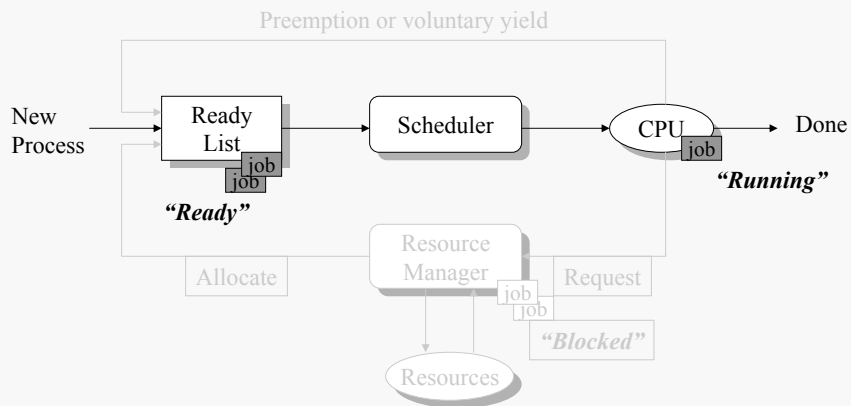 Preemption or voluntary yield
New
Process
Ready
List
Scheduler
CPU
Done
job
job
job
“Ready”
“Running”
Resource
Manager
Allocate
Request
job
job
“Blocked”
Resources